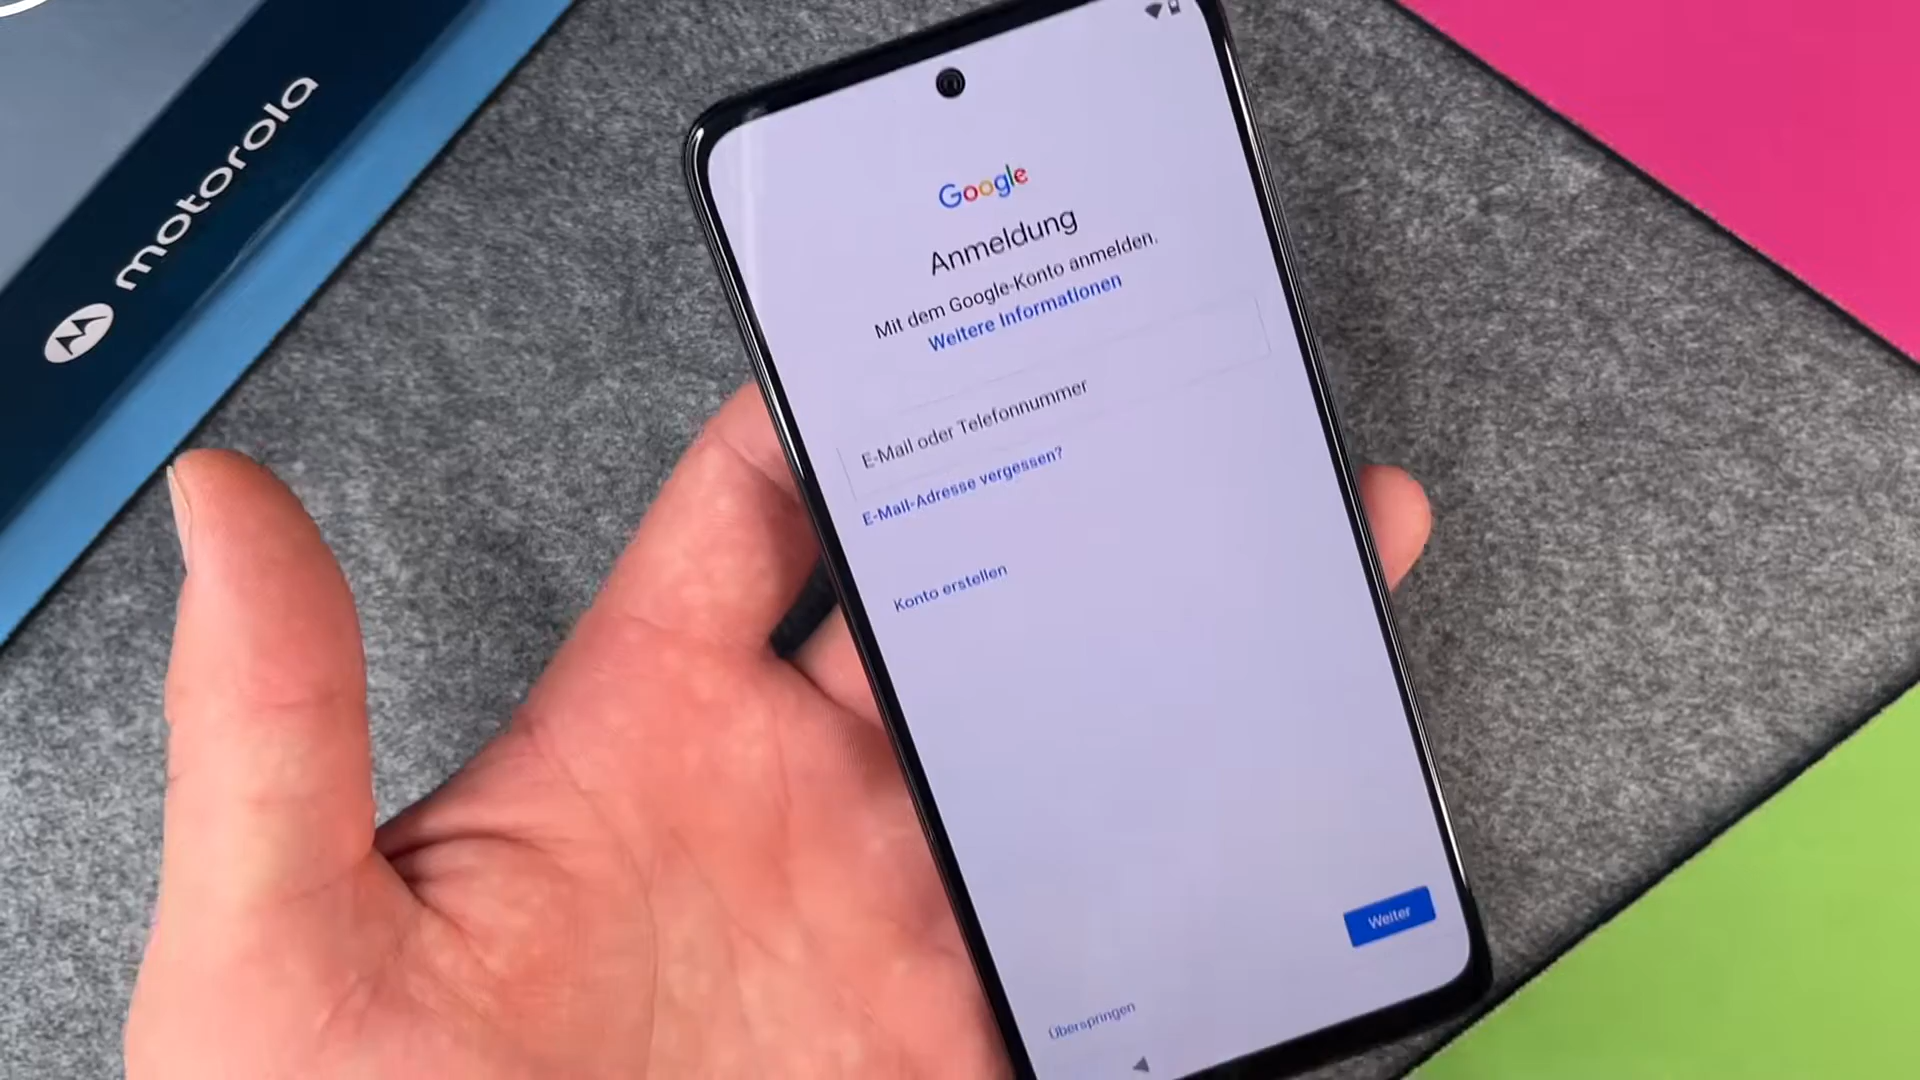 motorola
Google
Anmeldung
Mit dem Google-Konto anmelden.
Weitere Informationen
E-Mail oder Telefonnummer
E-Mail-Adresse vergessen?
Konto erstellen
Weiter
Überspringen